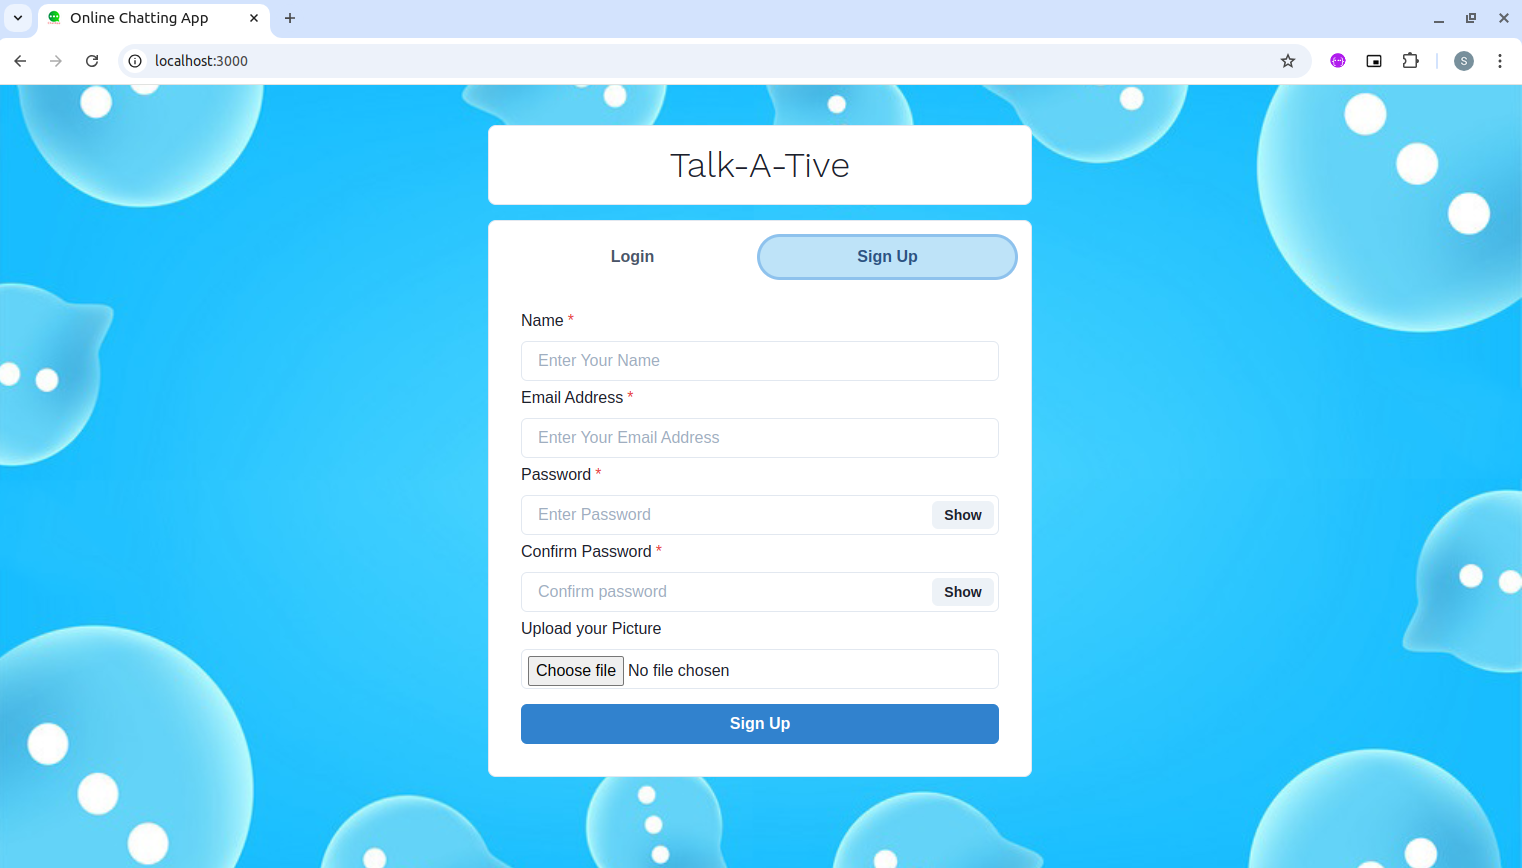 Online Chatting App
localhost:3000
S
Talk-A-Tive
Login
Sign Up
Name *
Enter Your Name
Email Address *
Enter Your Email Address
Password *
Enter Password
Show
Confirm Password *
Confirm password
Show
Upload your Picture
Choose file No file chosen
Sign Up